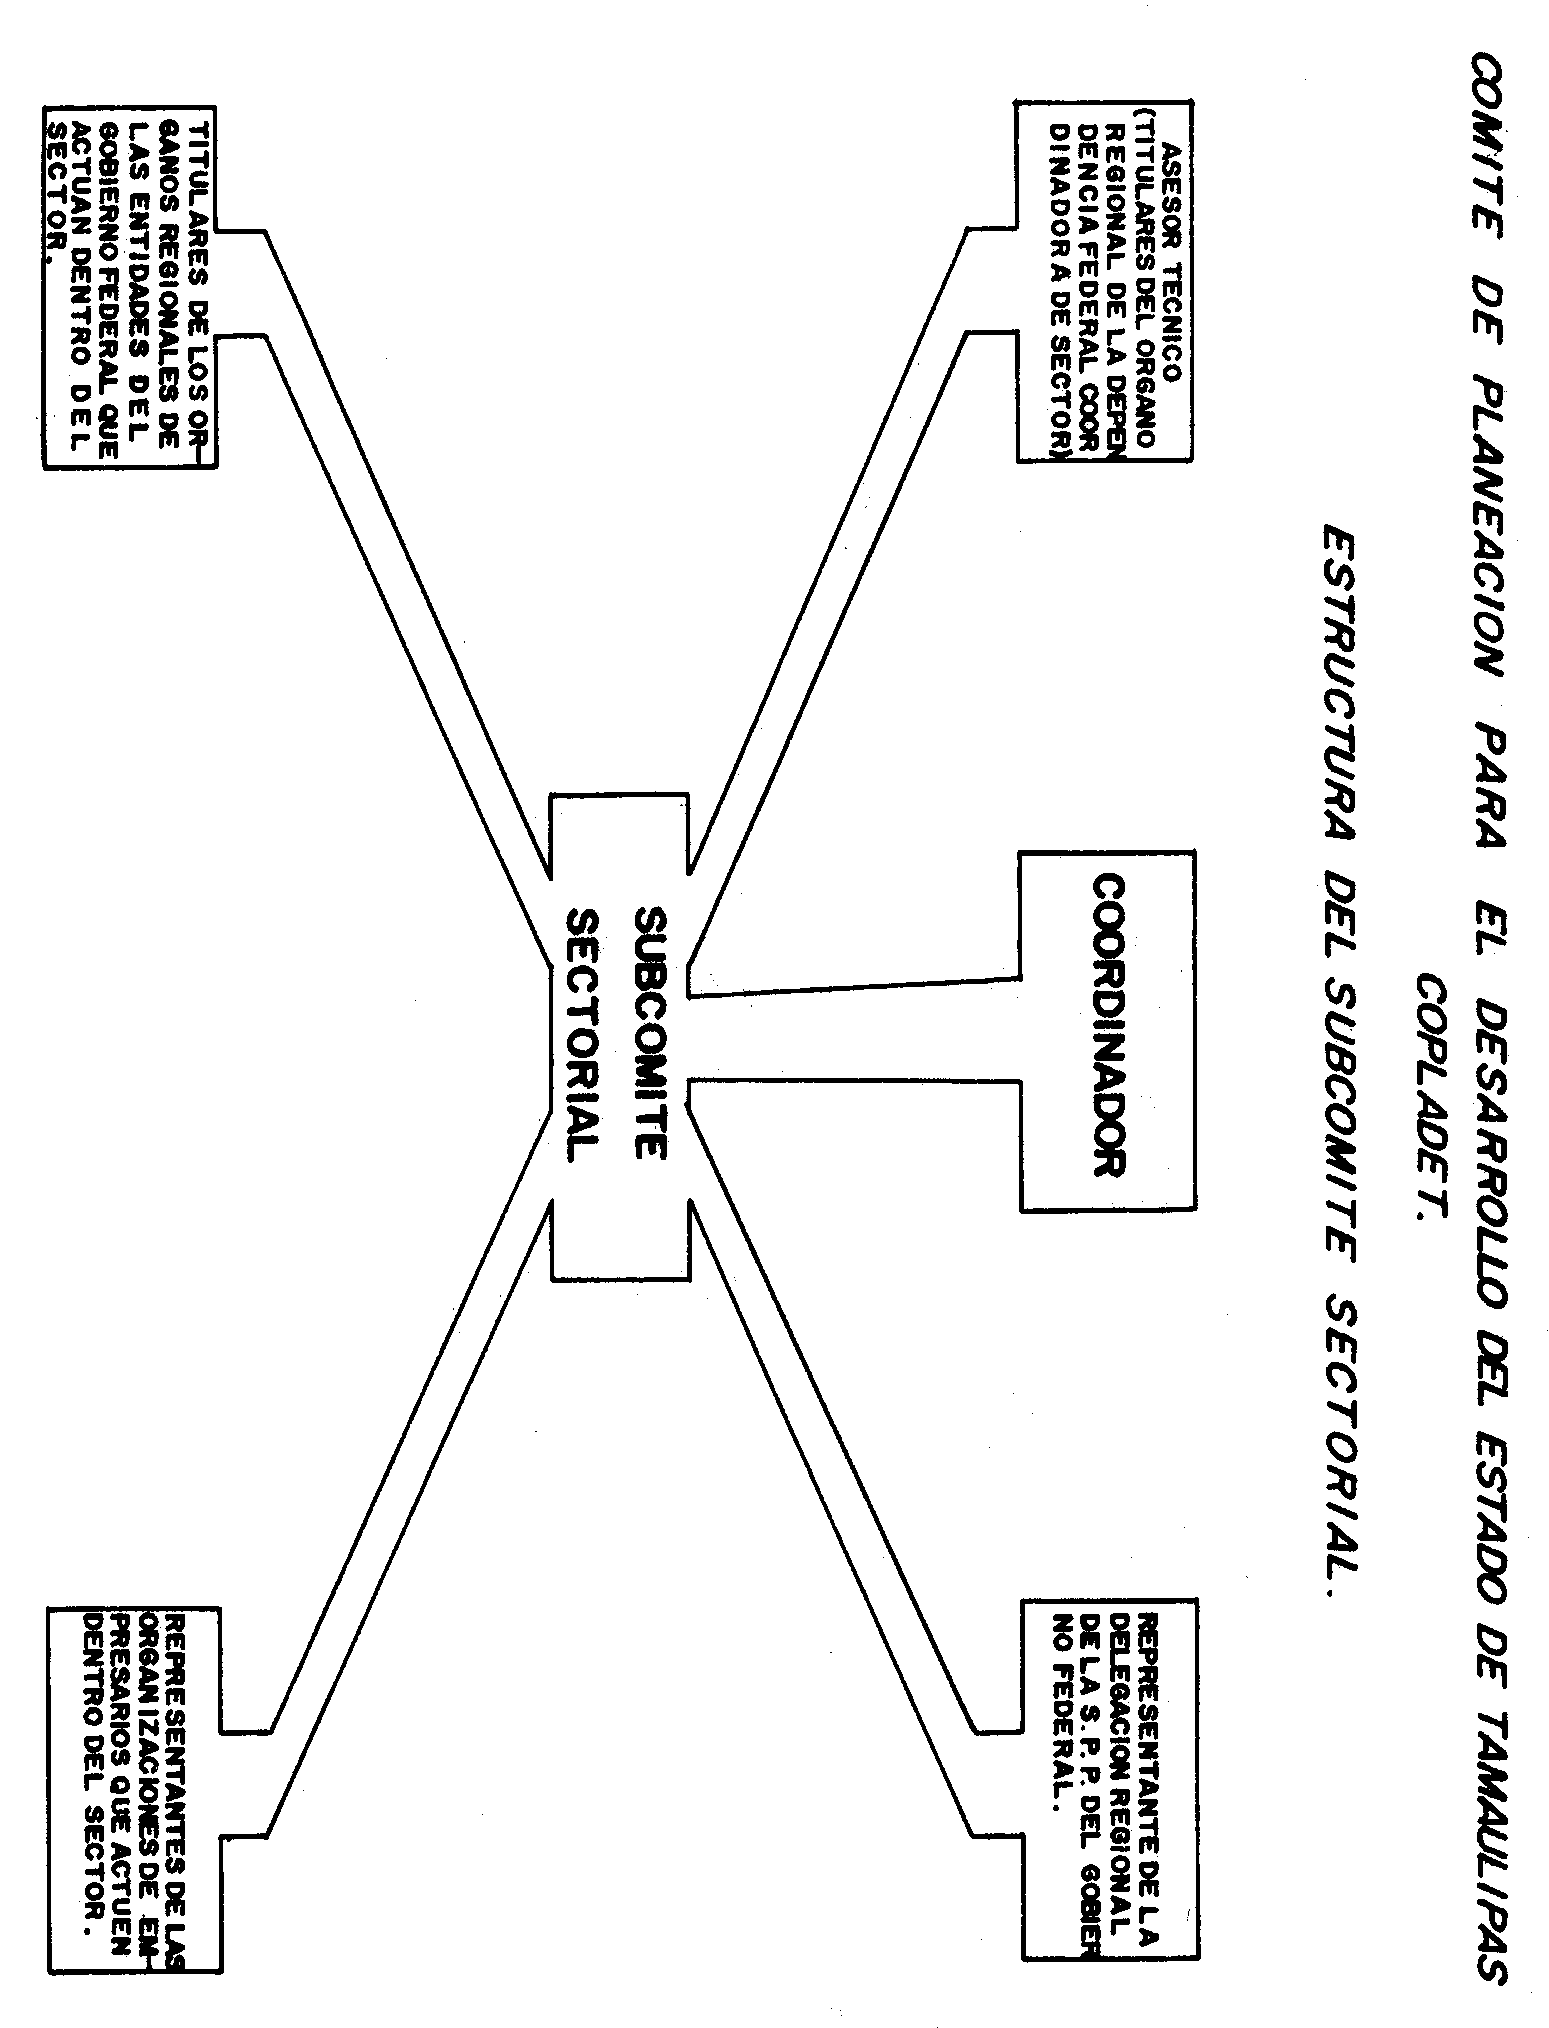 COMITE DE PLANEACION PARA EL DESARROLLO DEL ESTADO DE TAMAULIPAS
COPLADET.
ESTRUCTURA DEL SUBCOMITE SECTORIAL.
ASESOR TECNICO
(TITULARES DEL ORGANO
REGIONAL DE LA DEPEN
DENCIA FEDERAL COOR
DINADORA DE SECTOR)
COORDINADOR
REPRESENTANTE DE LA
DELEGACION REGIONAL
DE LA S. P. P. DEL GOBIER
NO FEDERAL.
SUBCOMITE
SECTORIAL
TITULARES DE LOS OR-
GANOS REGIONALES DE
LAS ENTIDADES DEL
GOBIERNO FEDERAL QUE
ACTUAN DENTRO DEL
SECTOR.
REPRESENTANTES DE LAS
ORGANIZACIONES DE EM-
PRESARIOS QUE ACTUEN
DENTRO DEL SECTOR.